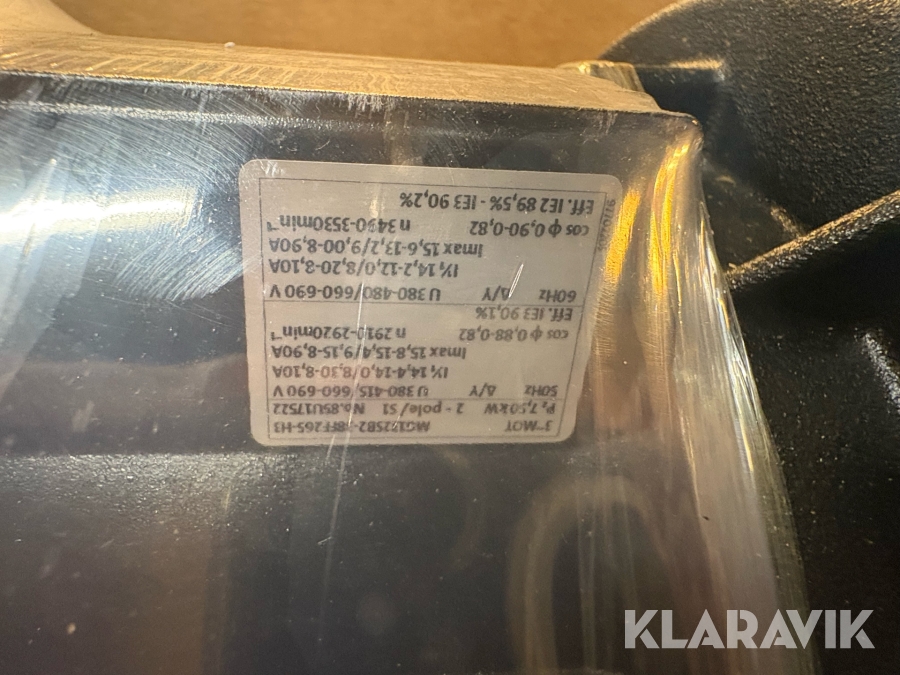 3~MOT
P₂ 7,50kW 2 - pole/S1 No.85U17522
50Hz Δ/Y U 380-415/660-690 V
I1/1 14,4-14,0/8,30-8,10A
Imax 15,8-15,4/9,15-8,90A
cos φ 0,88-0,82 n 2910-2920min⁻¹
Eff. IE3 90,1%
60Hz Δ/Y U 380-480/660-690 V
I1/1 14,2-12,0/8,20-8,10A
Imax 15,6-13,2/9,00-8,90A
cos φ 0,90-0,82 n 3490-3530min⁻¹
Eff. IE2 89,5% - IE3 90,2%
KLARAVIK